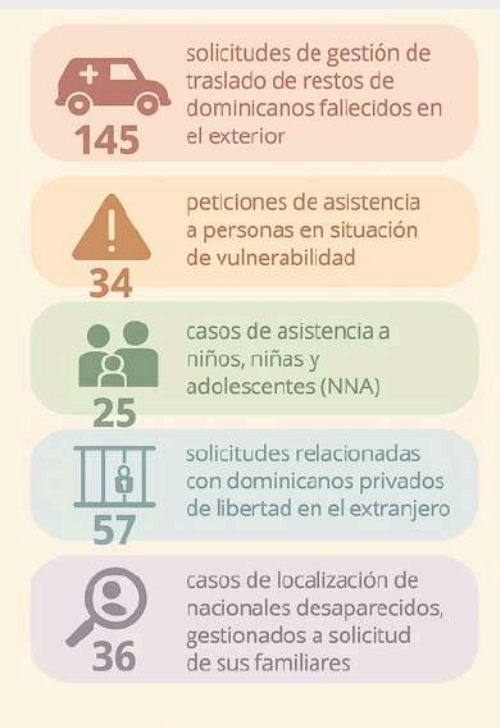 solicitudes de gestión de
traslado de restos de
dominicanos fallecidos en
el exterior
145
peticiones de asistencia
a personas en situación
de vulnerabilidad
34
casos de asistencia a
niños, niñas y
adolescentes (NNA)
25
solicitudes relacionadas
con dominicanos privados
de libertad en el extranjero
57
casos de localización de
nacionales desaparecidos,
gestionados a solicitud
de sus familiares
36